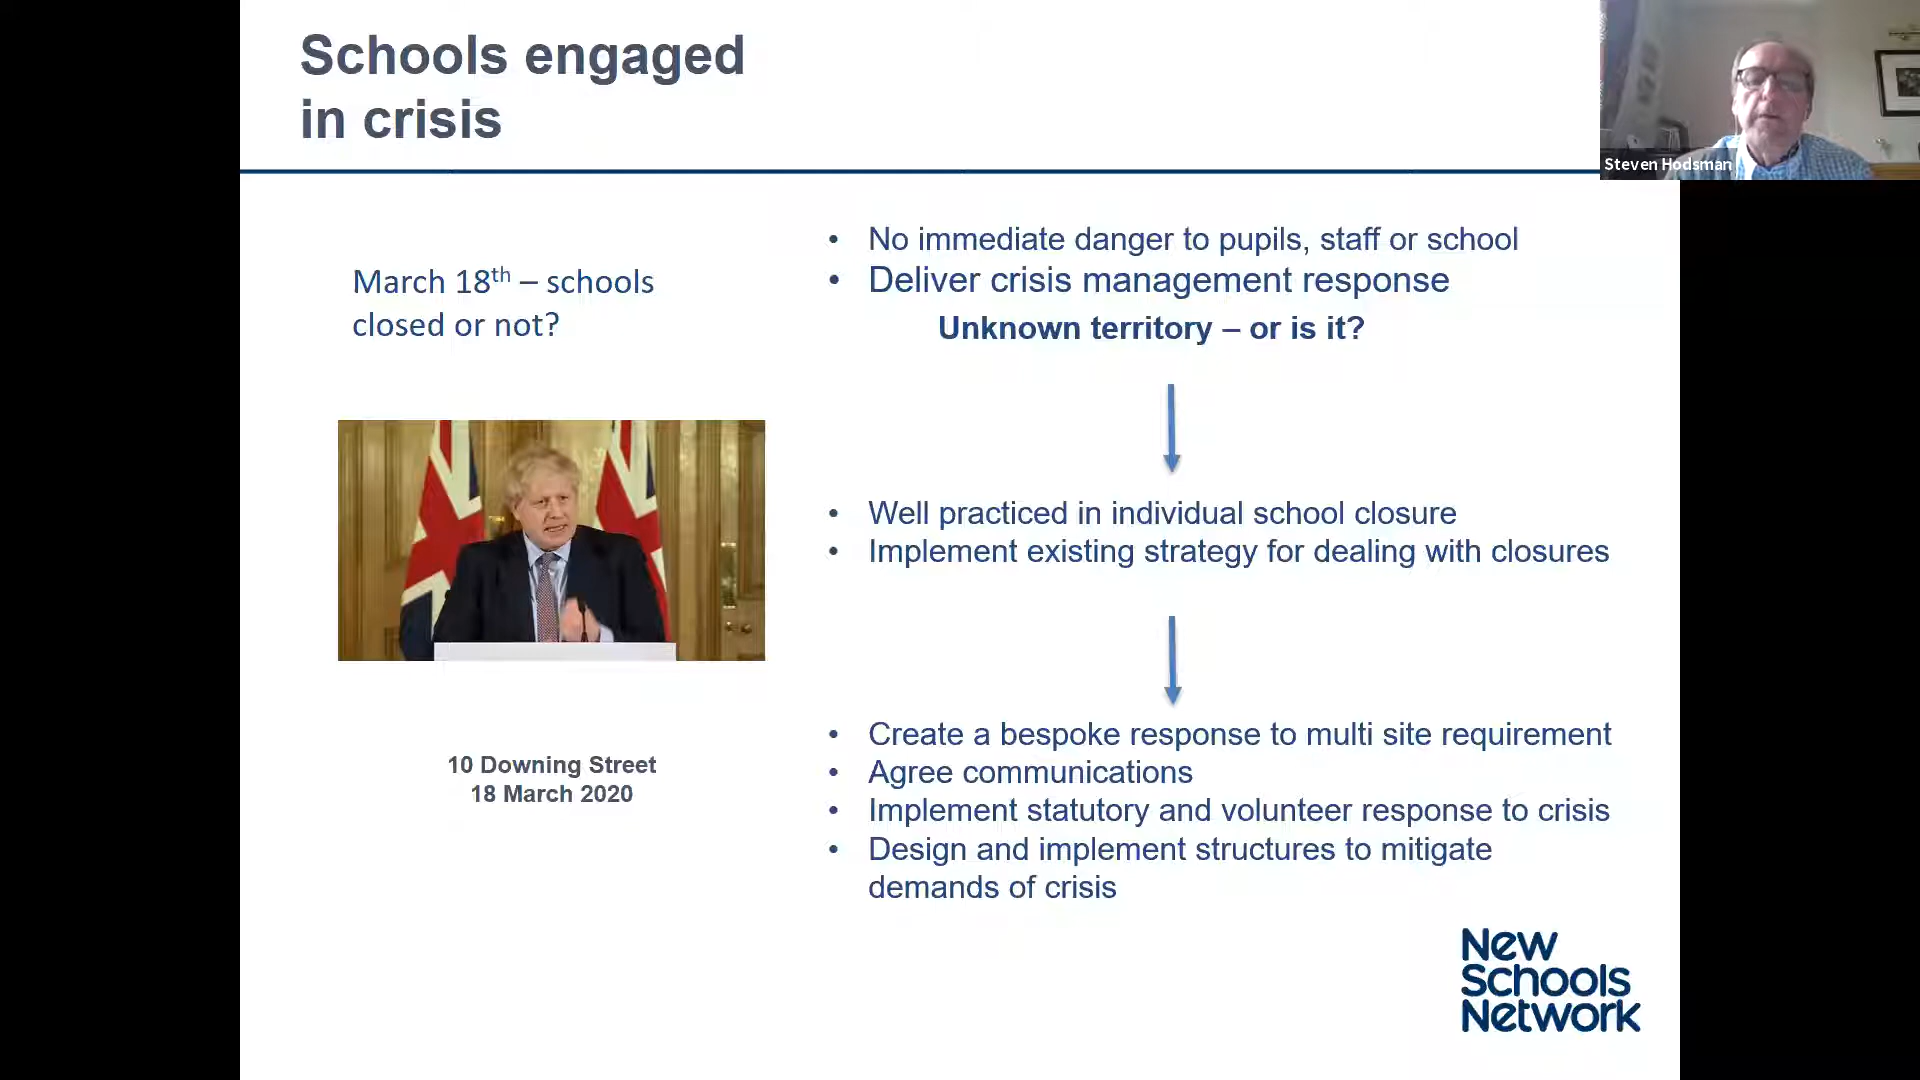 Schools engaged
in crisis
Steven Hodsman
March 18th – schools
closed or not?
10 Downing Street
18 March 2020
• No immediate danger to pupils, staff or school
• Deliver crisis management response
Unknown territory – or is it?
• Well practiced in individual school closure
• Implement existing strategy for dealing with closures
• Create a bespoke response to multi site requirement
• Agree communications
• Implement statutory and volunteer response to crisis
• Design and implement structures to mitigate
demands of crisis
New
Schools
Network